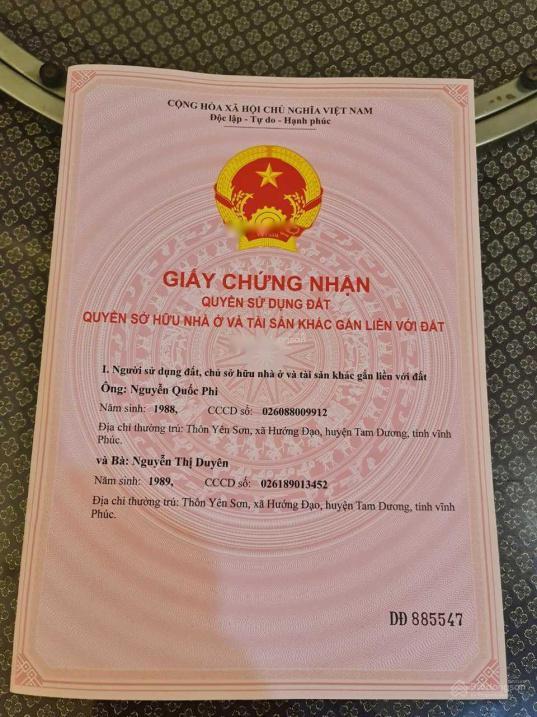 CỘNG HÒA XÃ HỘI CHỦ NGHĨA VIỆT NAM
Độc lập - Tự do - Hạnh phúc
GIẤY CHỨNG NHẬN
QUYỀN SỬ DỤNG ĐẤT
QUYỀN SỞ HỮU NHÀ Ở VÀ TÀI SẢN KHÁC GẮN LIỀN VỚI ĐẤT
I. Người sử dụng đất, chủ sở hữu nhà ở và tài sản khác gắn liền với đất
Ông: Nguyễn Quốc Phi
Năm sinh: 1988, CCCD số: 026088009912
Địa chỉ thường trú: Thôn Yên Sơn, xã Hướng Đạo, huyện Tam Dương, tỉnh vĩnh
Phúc.
và Bà: Nguyễn Thị Duyên
Năm sinh: 1989, CCCD số: 026189013452
Địa chỉ thường trú: Thôn Yên Sơn, xã Hướng Đạo, huyện Tam Dương, tỉnh vĩnh
Phúc.
DĐ 885547